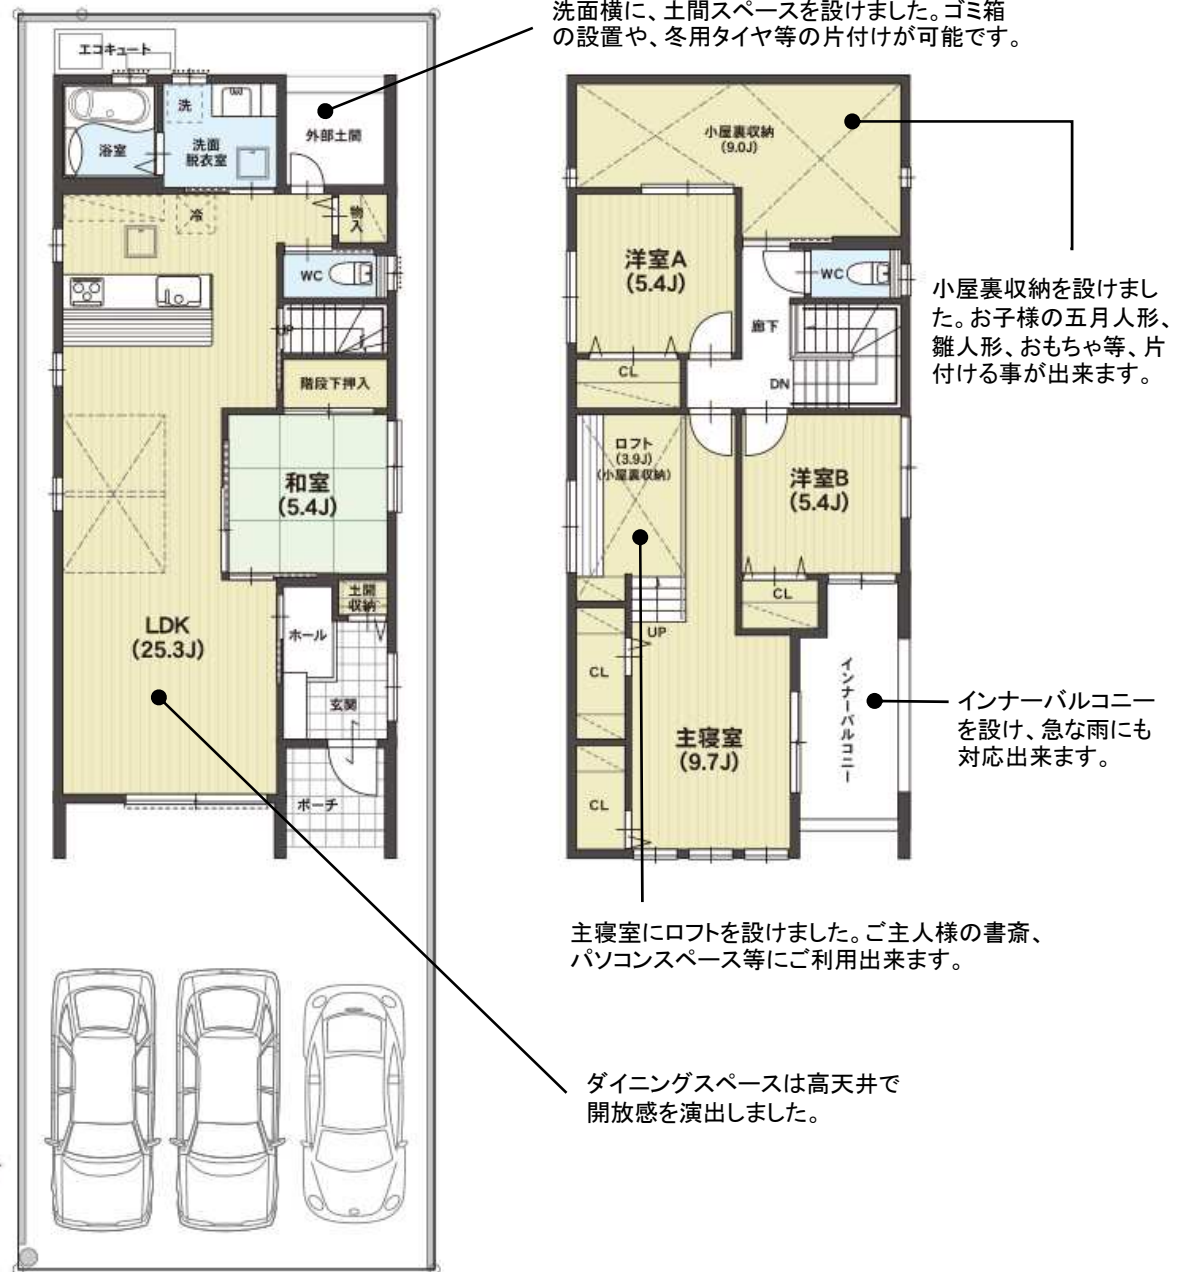 洗面横に、土間スペースを設けました。ゴミ箱
の設置や、冬用タイヤ等の片付けが可能です。
エコキュート
洗
浴室
洗面
脱衣室
外部土間
冷
物
入
WC
UP
階段下押入
和室
(5.4J)
LDK
(25.3J)
土間
収納
ホール
玄関
ポーチ
小屋裏収納
(9.0J)
洋室A
(5.4J)
WC
廊下
CL
DN
ロフト
(3.9J)
(小屋裏収納)
洋室B
(5.4J)
CL
UP
CL
インナーバルコニー
主寝室
(9.7J)
CL
小屋裏収納を設けまし
た。お子様の五月人形、
雛人形、おもちゃ等、片
付ける事が出来ます。
インナーバルコニー
を設け、急な雨にも
対応出来ます。
主寝室にロフトを設けました。ご主人様の書斎、
パソコンスペース等にご利用出来ます。
ダイニングスペースは高天井で
開放感を演出しました。